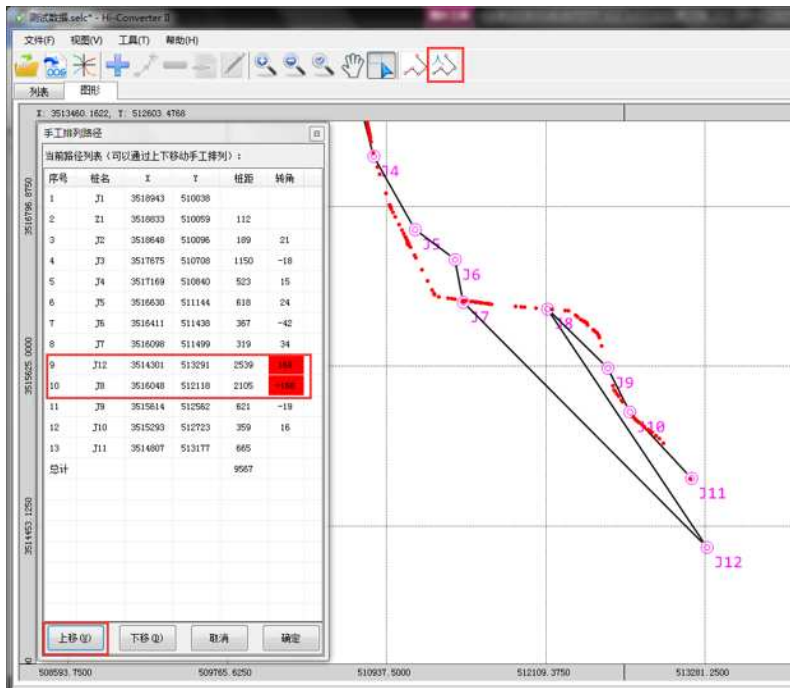 测试数据.selc* - Hi-Converter II
文件(F) 视图(V) 工具(T) 帮助(H)
列表 图形
X: 3513460.1622, Y: 512603.4768
手工排列路径
当前路径列表(可以通过上下移动手工排列):
序号 桩名 X Y 桩距 转角
1 J1 3518943 510038
2 Z1 3518833 510059 112
3 J2 3518648 510096 189 21
4 J3 3517675 510708 1150 -18
5 J4 3517169 510840 523 15
6 J5 3516630 511144 618 24
7 J6 3516411 511438 367 -42
8 J7 3516098 511499 319 34
9 J12 3514301 513291 2539
10 J8 3516048 512118 2105
11 J9 3515614 512562 621 -19
12 J10 3515293 512723 359 16
13 J11 3514807 513177 665
总计 9567
上移(U) 下移(D) 取消 确定
J4
J5
J6
J7
J8
J9
J10
J11
J12
3516796.8750
3515625.0000
3514453.1250
508593.7500 509765.6250 510937.5000 512109.3750 513281.2500